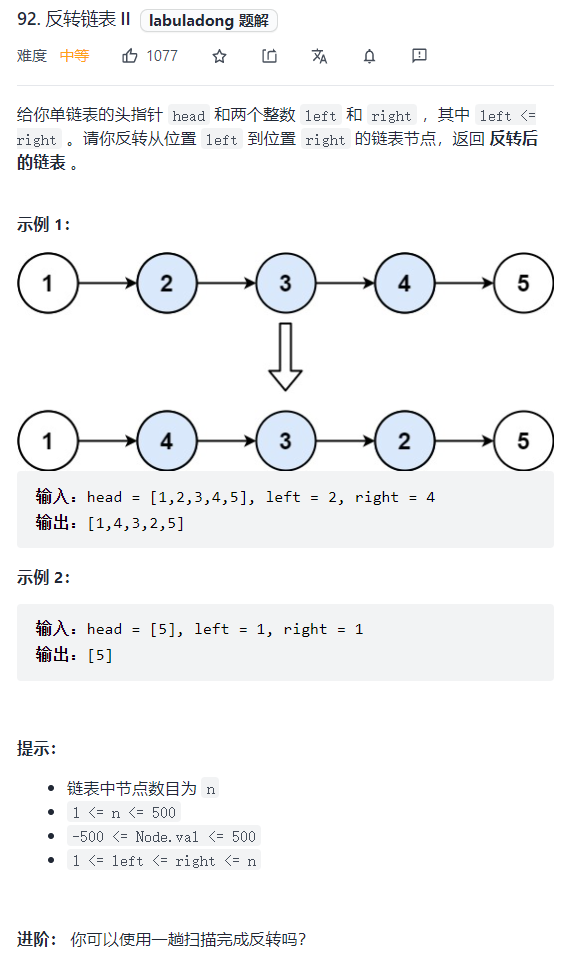 92. 反转链表 II labuladong 题解
难度 中等 1077
给你单链表的头指针 head 和两个整数 left 和 right ，其中 left <=
right 。请你反转从位置 left 到位置 right 的链表节点，返回 反转后
的链表 。
示例 1：
1 2 3 4 5
1 4 3 2 5
输入：head = [1,2,3,4,5], left = 2, right = 4
输出：[1,4,3,2,5]
示例 2：
输入：head = [5], left = 1, right = 1
输出：[5]
提示：
链表中节点数目为 n
1 <= n <= 500
-500 <= Node.val <= 500
1 <= left <= right <= n
进阶： 你可以使用一趟扫描完成反转吗？